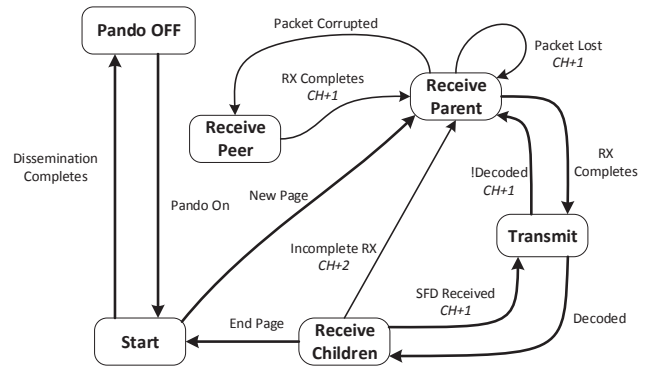 Pando OFF
Packet Corrupted
Packet Lost
CH+1
RX Completes
CH+1
Receive
Parent
Receive
Peer
Dissemination
Completes
RX
Completes
!Decoded
CH+1
Pando On
New Page
Transmit
Incomplete RX
CH+2
SFD Received
CH+1
Decoded
End Page
Start
Receive
Children